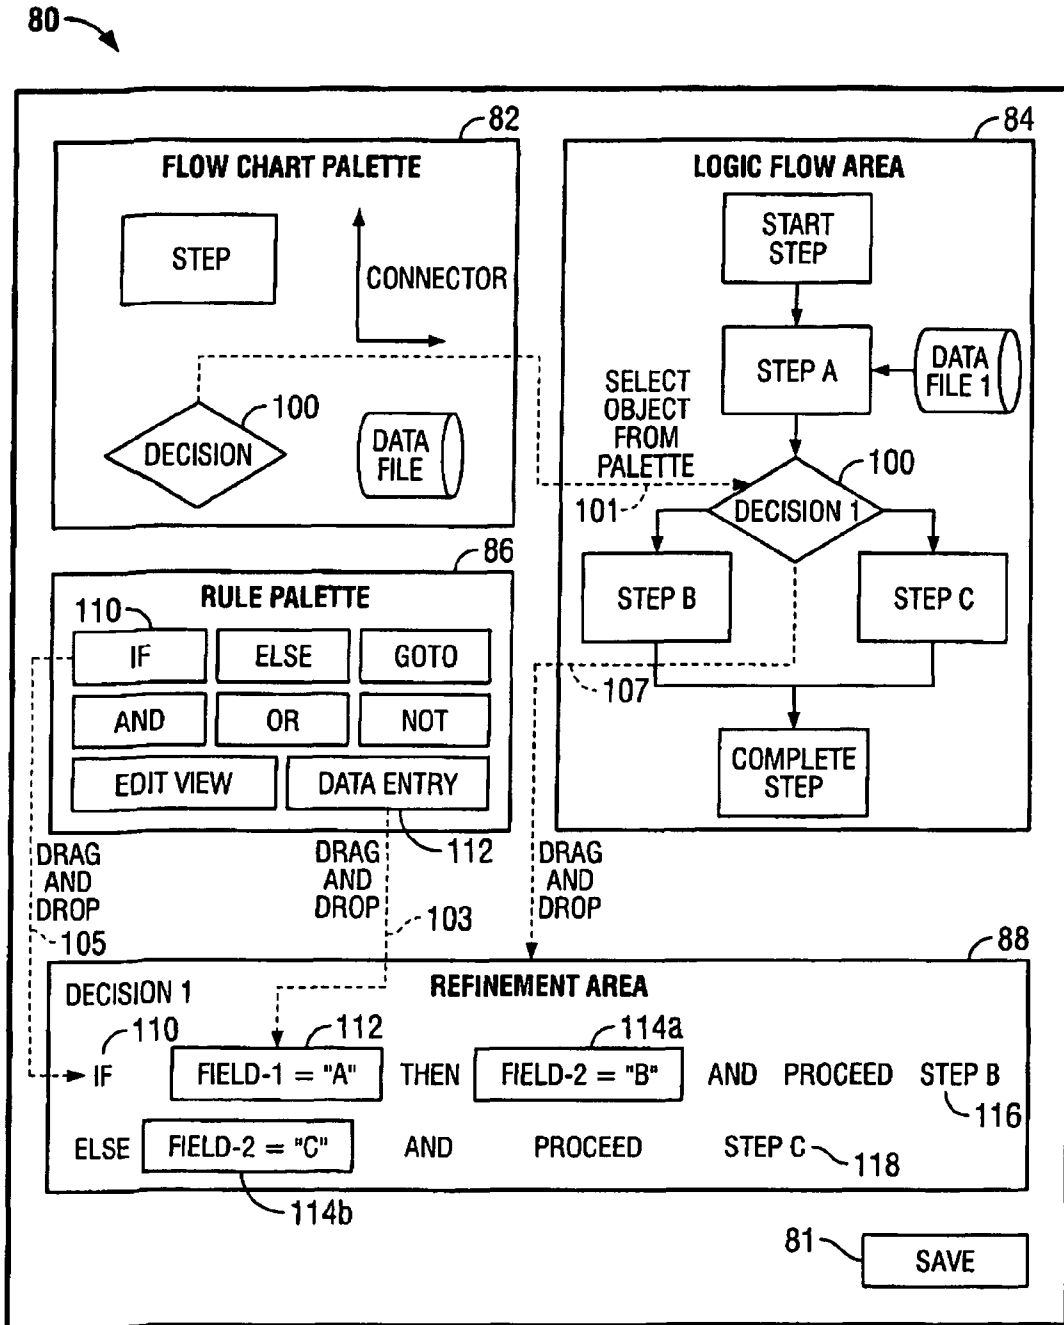 80
82
FLOW CHART PALETTE
STEP
CONNECTOR
100
DECISION
DATA
FILE
84
LOGIC FLOW AREA
START
STEP
STEP A
DATA
FILE 1
SELECT
OBJECT
FROM
PALETTE
101
100
DECISION 1
STEP B
STEP C
107
COMPLETE
STEP
86
RULE PALETTE
110
IF
ELSE
GOTO
AND
OR
NOT
EDIT VIEW
DATA ENTRY
112
DRAG
AND
DROP
105
DRAG
AND
DROP
103
DRAG
AND
DROP
88
DECISION 1
REFINEMENT AREA
110
112
114a
IF FIELD-1 = "A" THEN FIELD-2 = "B" AND PROCEED STEP B
116
ELSE FIELD-2 = "C" AND PROCEED STEP C
118
114b
81
SAVE